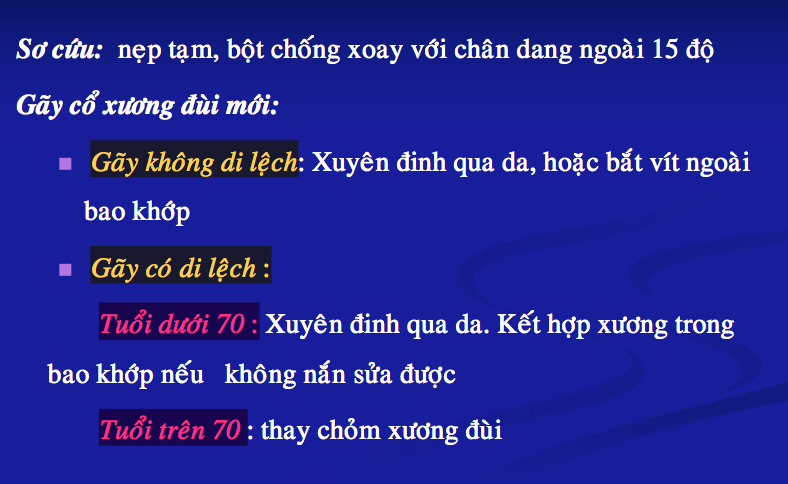 Sơ cứu: nẹp tạm, bột chống xoay với chân dang ngoài 15 độ
Gãy cổ xương đùi mới:
Gãy không di lệch: Xuyên đinh qua da, hoặc bắt vít ngoài
bao khớp
Gãy có di lệch :
Tuổi dưới 70 : Xuyên đinh qua da. Kết hợp xương trong
bao khớp nếu không nắn sửa được
Tuổi trên 70 : thay chỏm xương đùi